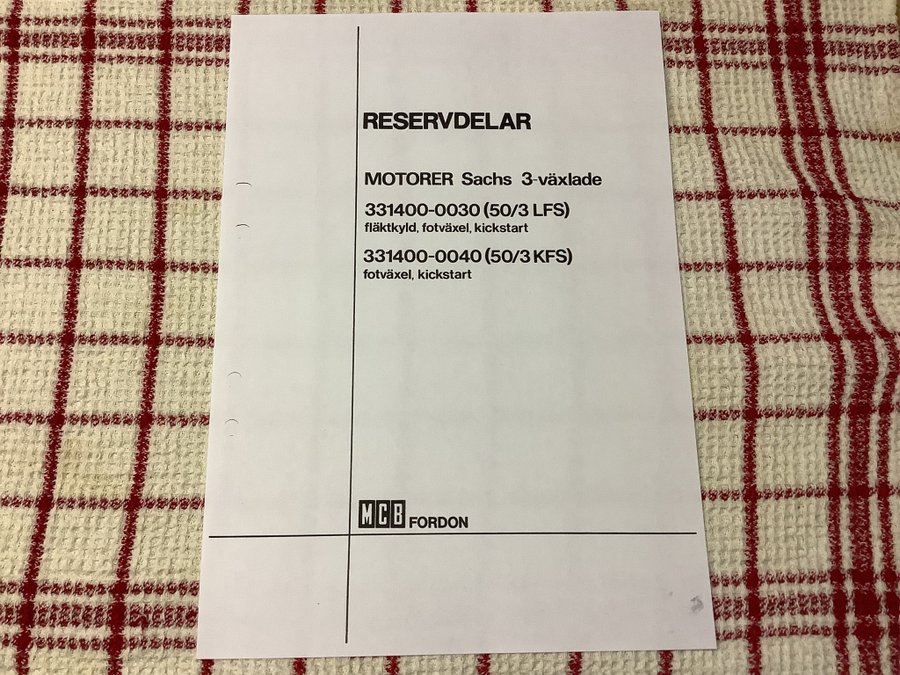 RESERVDELAR
MOTORER Sachs 3-växlade
331400-0030 (50/3 LFS)
fläktkyld, fotväxel, kickstart
331400-0040 (50/3 KFS)
fotväxel, kickstart
MCB FORDON